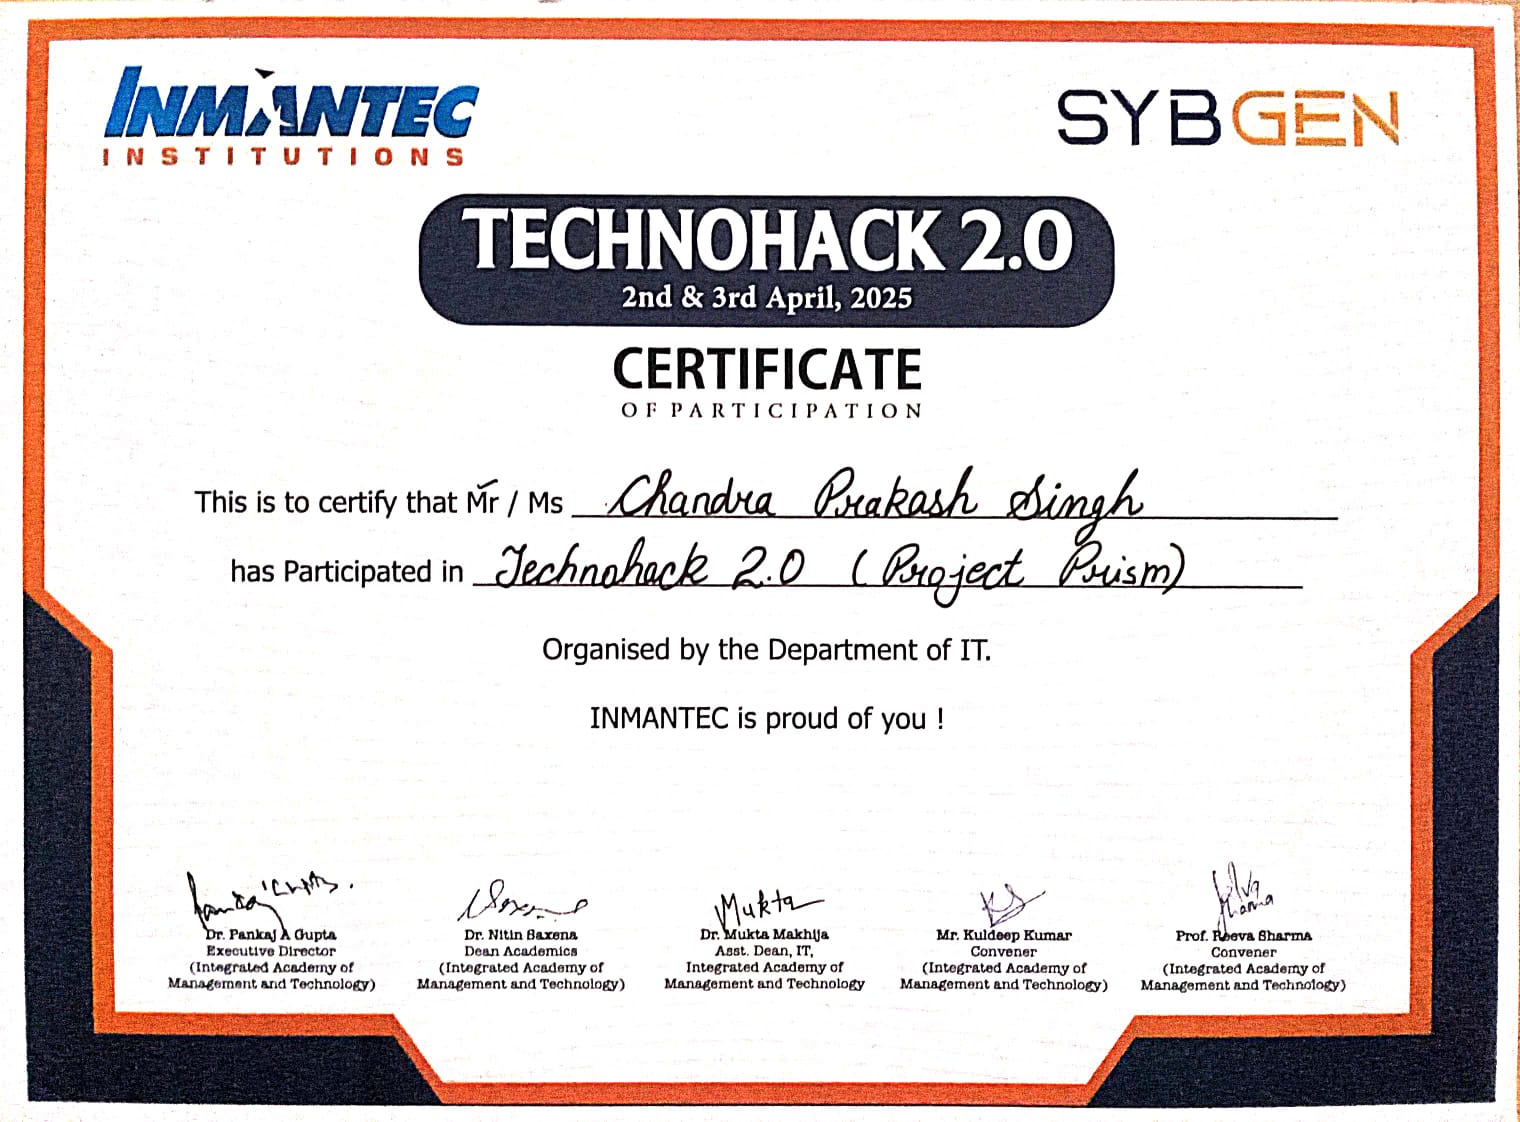 INMANTEC
INSTITUTIONS
SYBGEN
TECHNOHACK 2.0
2nd & 3rd April, 2025
CERTIFICATE
OF PARTICIPATION
This is to certify that Mr / Ms Chandra Prakash Singh
has Participated in Technohack 2.0 (Project Prism)
Organised by the Department of IT.
INMANTEC is proud of you !
Mukta
Dr. Pankaj A Gupta
Executive Director
(Integrated Academy of
Management and Technology)
Dr. Nitin Saxena
Dean Academics
(Integrated Academy of
Management and Technology)
Dr. Mukta Makhija
Asst. Dean, IT,
Integrated Academy of
Management and Technology
Mr. Kuldeep Kumar
Convener
(Integrated Academy of
Management and Technology)
Prof. Reeva Sharma
Convener
(Integrated Academy of
Management and Technology)